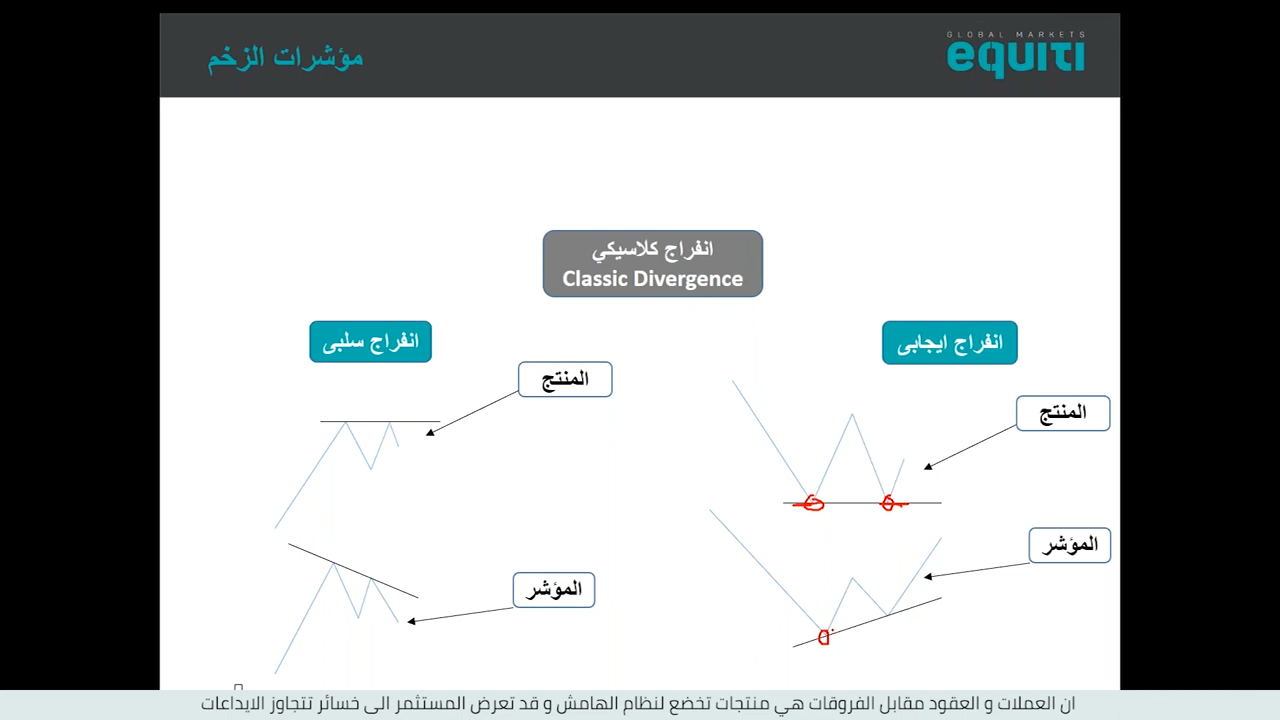 GLOBAL MARKETS
equiti
مؤشرات الزخم
انفراج كلاسيكي
Classic Divergence
انفراج ايجابى
انفراج سلبى
المنتج
المنتج
المؤشر
المؤشر
ان العملات و العقود مقابل الفروقات هي منتجات تخضع لنظام الهامش و قد تعرض المستثمر الى خسائر تتجاوز الايداعات